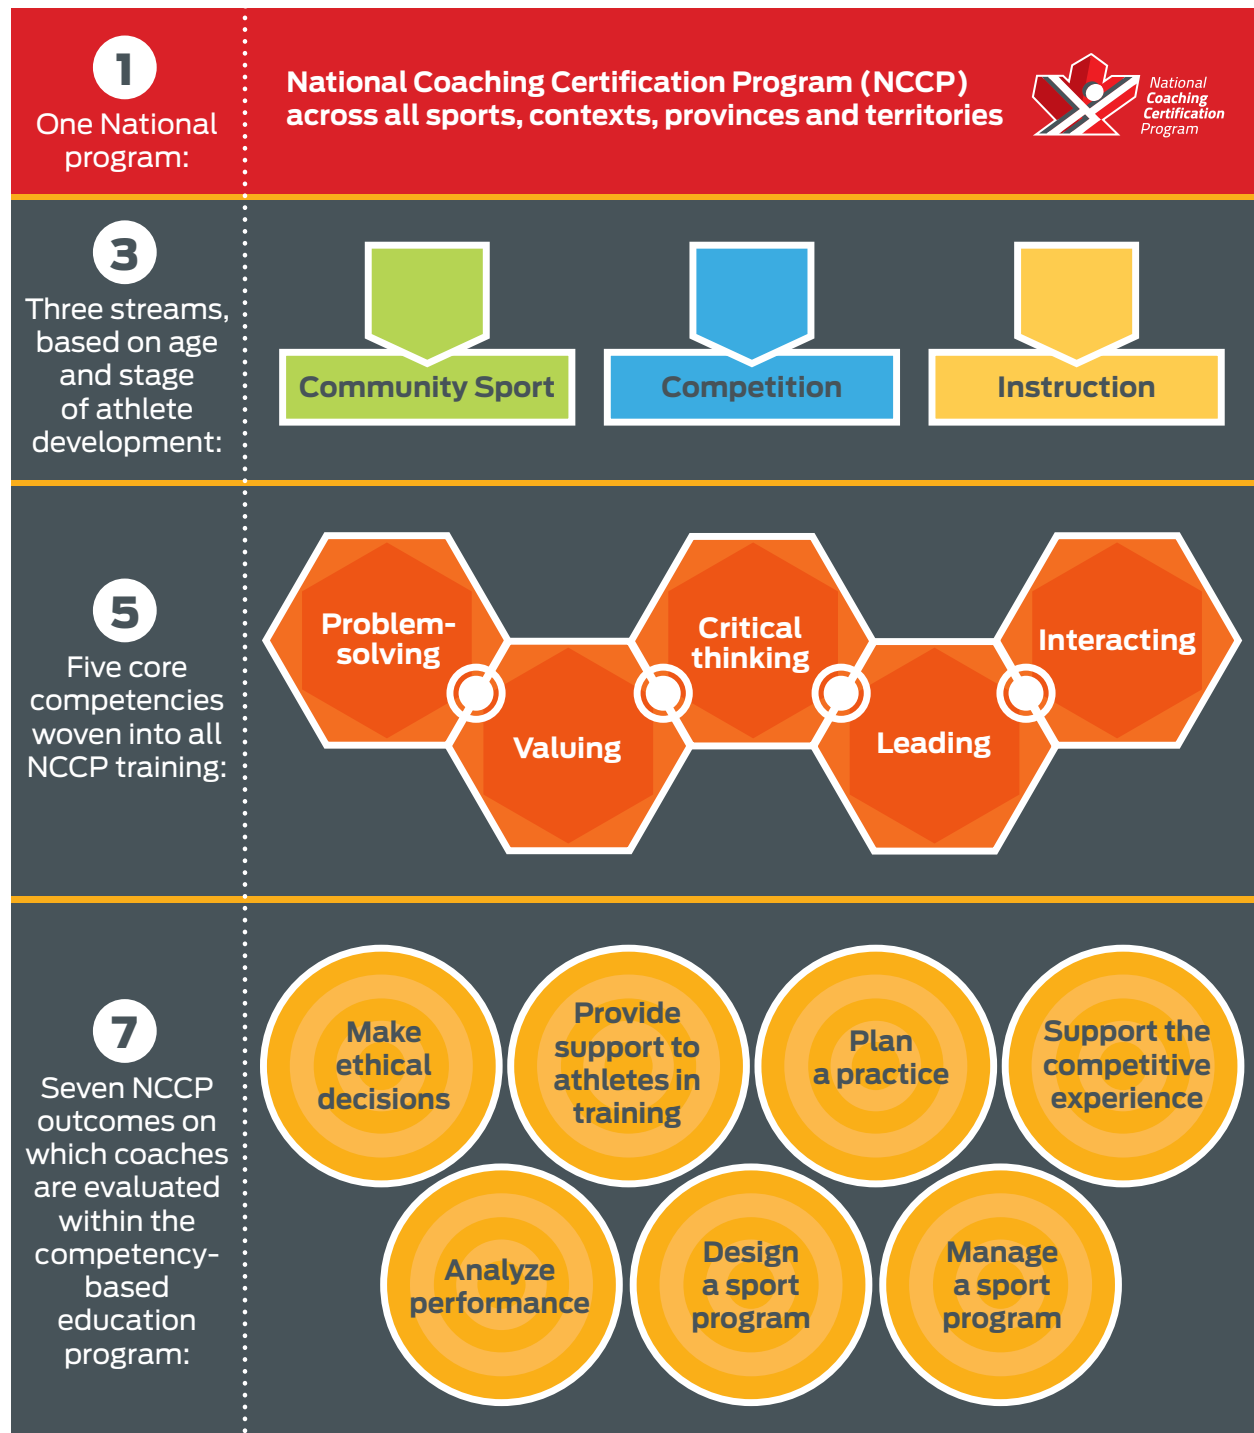 1
One National
program:
National Coaching Certification Program (NCCP)
across all sports, contexts, provinces and territories
National
Coaching
Certification
Program
3
Three streams,
based on age
and stage
of athlete
development:
Community Sport
Competition
Instruction
5
Five core
competencies
woven into all
NCCP training:
Problem-
solving
Valuing
Critical
thinking
Leading
Interacting
7
Seven NCCP
outcomes on
which coaches
are evaluated
within the
competency-
based
education
program:
Make
ethical
decisions
Provide
support to
athletes in
training
Plan
a practice
Support the
competitive
experience
Analyze
performance
Design
a sport
program
Manage
a sport
program